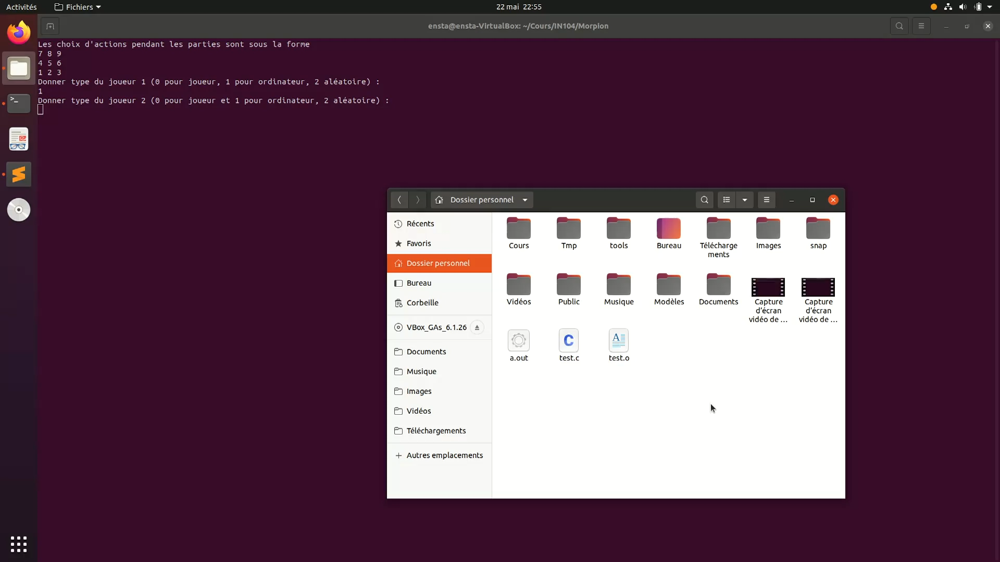 Activités
Fichiers
22 mai 22:55
ensta@ensta-VirtualBox: ~/Cours/IN104/Morpion
Les choix d'actions pendant les parties sont sous la forme
7 8 9
4 5 6
1 2 3
Donner type du joueur 1 (0 pour joueur, 1 pour ordinateur, 2 aléatoire) :
1
Donner type du joueur 2 (0 pour joueur et 1 pour ordinateur, 2 aléatoire) :
Dossier personnel
Récents
Favoris
Dossier personnel
Bureau
Corbeille
VBox_GAs_6.1.26
Documents
Musique
Images
Vidéos
Téléchargements
+ Autres emplacements
Cours
Tmp
tools
Bureau
Télécharge
ments
Images
snap
Vidéos
Public
Musique
Modèles
Documents
Capture
d’écran
vidéo de ...
Capture
d’écran
vidéo de ...
a.out
C
test.c
A
test.o